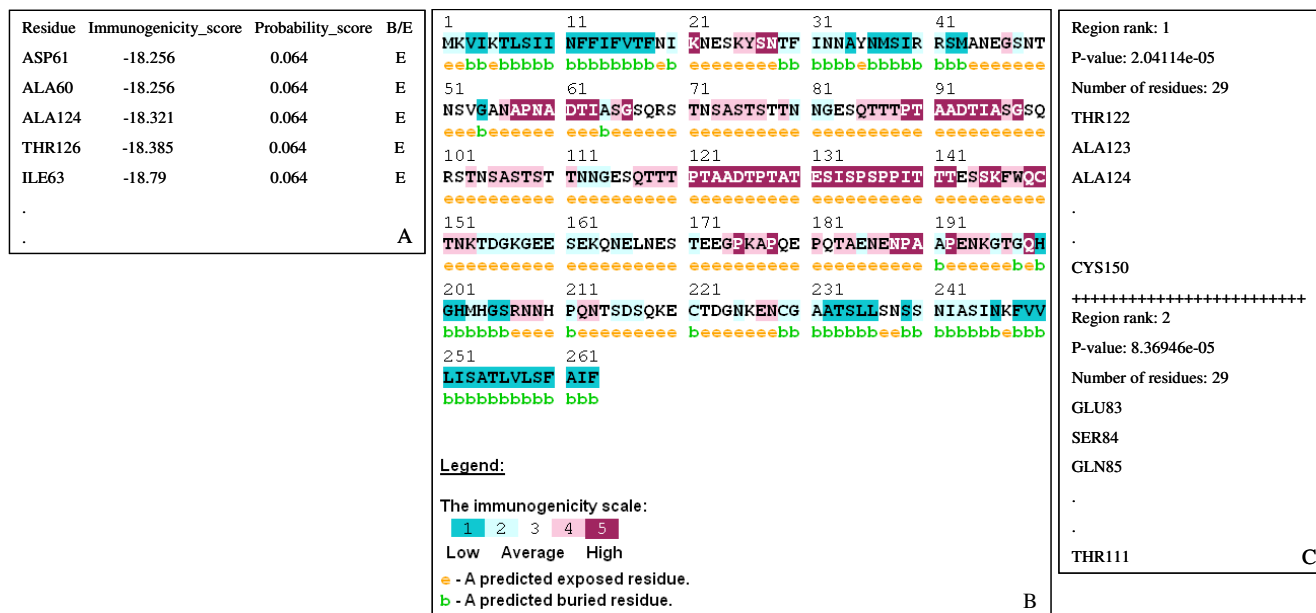 Residue Immunogenicity_score Probability_score B/E
ASP61 -18.256 0.064 E
ALA60 -18.256 0.064 E
ALA124 -18.321 0.064 E
THR126 -18.385 0.064 E
ILE63 -18.79 0.064 E
.
.
A
1 11 21 31 41
MKVIKTLSII NFFIFVTFNI KNESKYSNTF INNAYNMSIR RSMANEGSNT
eebbebbbbb bbbbbbbbeb eeeeeeeebb bbbbebbbbb bbbeeeeeee
51 61 71 81 91
NSVGANAPNA DTIASGSQRS TNSASTSTTN NGESQTTTPT AADTIASGSQ
eeebeeeeee eeebeeeeee eeeeeeeeee eeeeeeeeee eeeeeeeeee
101 111 121 131 141
RSTNSASTST TNNGESQTTT PTAADTPTAT ESISPSPPIT TTESSKFWQC
eeeeeeeeee eeeeeeeeee eeeeeeeeee eeeeeeeeee eeeeeeeeee
151 161 171 181 191
TNKTDGKGEE SEKQNELNES TEEGPKAPQE PQTAENENPA APENKGTGQH
eeeeeeeeee eeeeeeeeee eeeeeeeeee eeeeeeeeee beeeeeebeb
201 211 221 231 241
GHMHGSRNNH PQNTSDSQKE CTDGNKENCG AATSLLSNSS NIASINKFVV
bbbbbbeeee beeeeeeeee beeeeeeebb bbbbbbeebb bbbbbbebbb
251 261
LISATLVLSF AIF
bbbbbbbbbb bbb
Legend:
The immunogenicity scale:
1 2 3 4 5
Low Average High
e - A predicted exposed residue.
b - A predicted buried residue.
B
Region rank: 1
P-value: 2.04114e-05
Number of residues: 29
THR122
ALA123
ALA124
.
.
CYS150
++++++++++++++++++++++++++
Region rank: 2
P-value: 8.36946e-05
Number of residues: 29
GLU83
SER84
GLN85
.
.
THR111
C